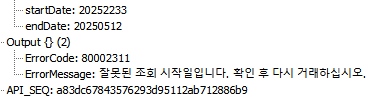 startDate: 20252233
endDate: 20250512
Output {} (2)
ErrorCode: 80002311
ErrorMessage: 잘못된 조회 시작일입니다. 확인 후 다시 거래하십시오.
API_SEQ: a83dc67843576293d95112ab712886b9